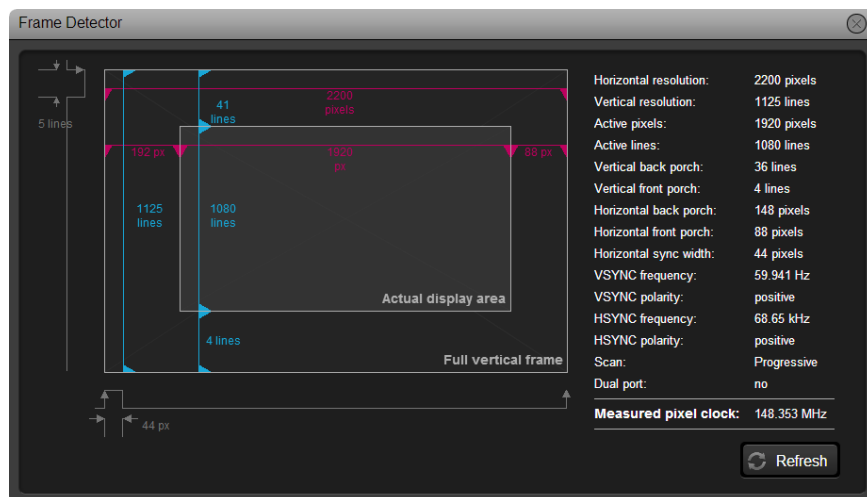 Frame Detector
5 lines
2200
pixels
41
lines
192 px
1920
px
88 px
1125
lines
1080
lines
Actual display area
4 lines
Full vertical frame
44 px
Horizontal resolution: 2200 pixels
Vertical resolution: 1125 lines
Active pixels: 1920 pixels
Active lines: 1080 lines
Vertical back porch: 36 lines
Vertical front porch: 4 lines
Horizontal back porch: 148 pixels
Horizontal front porch: 88 pixels
Horizontal sync width: 44 pixels
VSYNC frequency: 59.941 Hz
VSYNC polarity: positive
HSYNC frequency: 68.65 kHz
HSYNC polarity: positive
Scan: Progressive
Dual port: no
Measured pixel clock: 148.353 MHz
Refresh